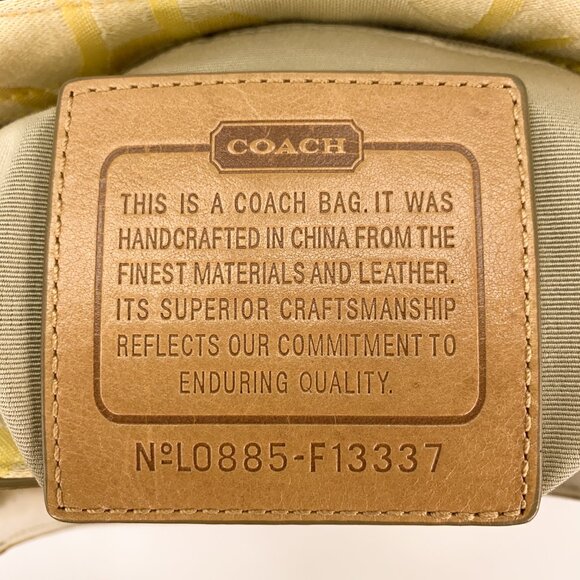 COACH
THIS IS A COACH BAG. IT WAS
HANDCRAFTED IN CHINA FROM THE
FINEST MATERIALS AND LEATHER.
ITS SUPERIOR CRAFTSMANSHIP
REFLECTS OUR COMMITMENT TO
ENDURING QUALITY.
NºL0885-F13337